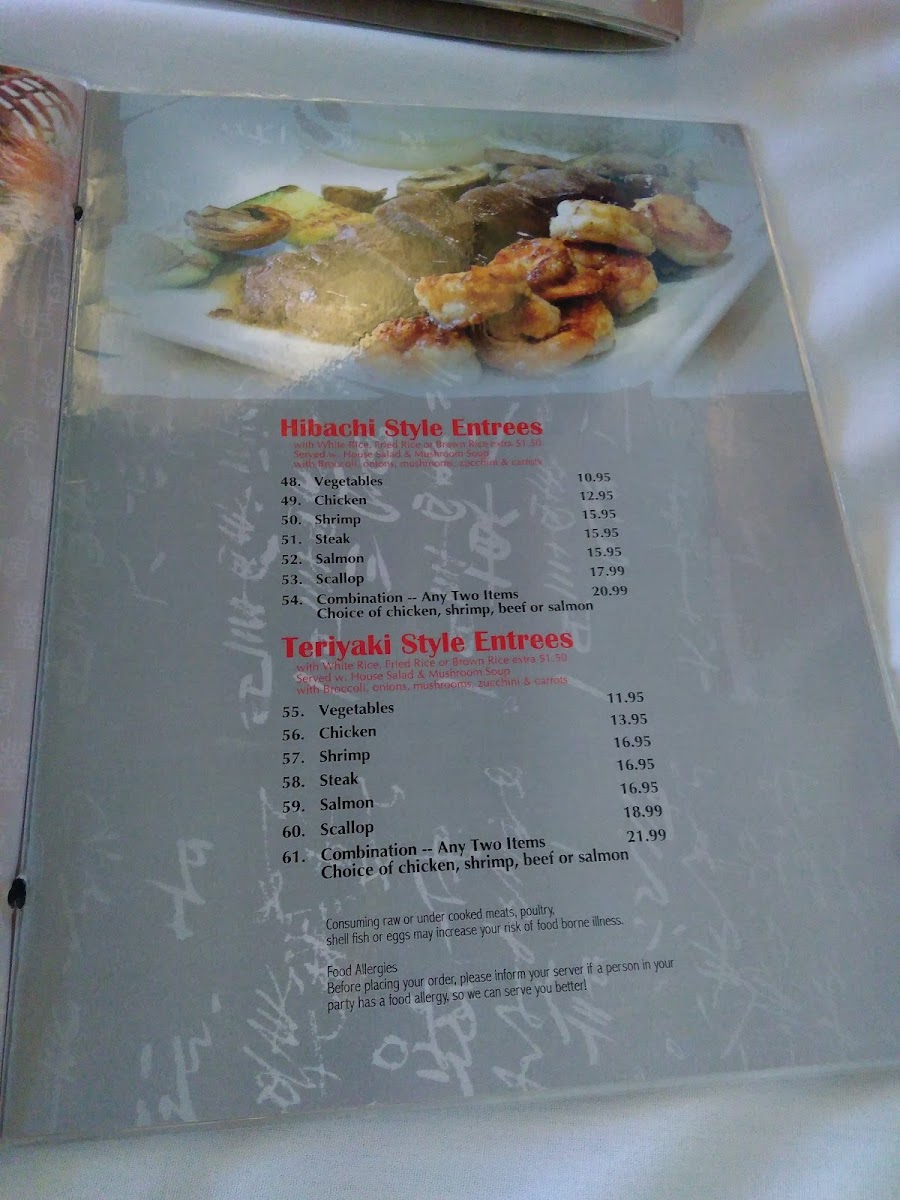 Hibachi Style Entrees
with White Rice, Fried Rice or Brown Rice extra $1.50
Served w. House Salad & Mushroom Soup
with Broccoli, onions, mushrooms, zucchini & carrots
48. Vegetables 10.95
49. Chicken 12.95
50. Shrimp 15.95
51. Steak 15.95
52. Salmon 15.95
53. Scallop 17.99
54. Combination -- Any Two Items 20.99
Choice of chicken, shrimp, beef or salmon
Teriyaki Style Entrees
with White Rice, Fried Rice or Brown Rice extra $1.50
Served w. House Salad & Mushroom Soup
with Broccoli, onions, mushrooms, zucchini & carrots
55. Vegetables 11.95
56. Chicken 13.95
57. Shrimp 16.95
58. Steak 16.95
59. Salmon 16.95
60. Scallop 18.99
61. Combination -- Any Two Items 21.99
Choice of chicken, shrimp, beef or salmon
Consuming raw or under cooked meats, poultry,
shell fish or eggs may increase your risk of food borne illness.
Food Allergies
Before placing your order, please inform your server if a person in your
party has a food allergy, so we can serve you better!